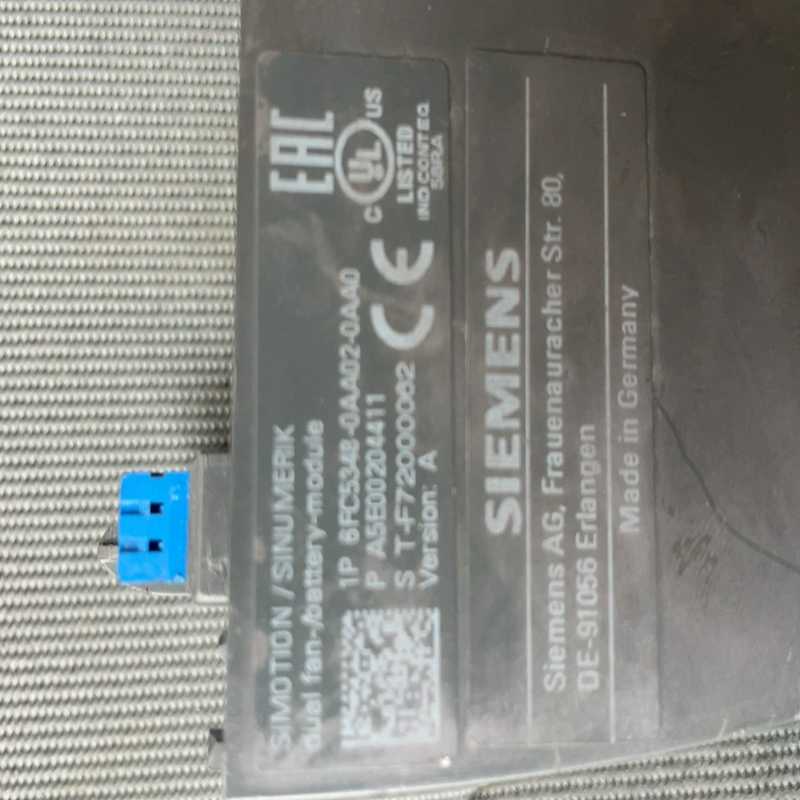 SIMOTION / SINUMERIK
dual fan-/battery-module
1P 6FC5348-0AA02-0AA0
P A5E00204411
S T-F72000062
Version: A
EAC
C UL US
LISTED
IND.CONT.EQ.
58RA
CE
SIEMENS
Siemens AG, Frauenauracher Str. 80,
DE-91056 Erlangen
Made in Germany